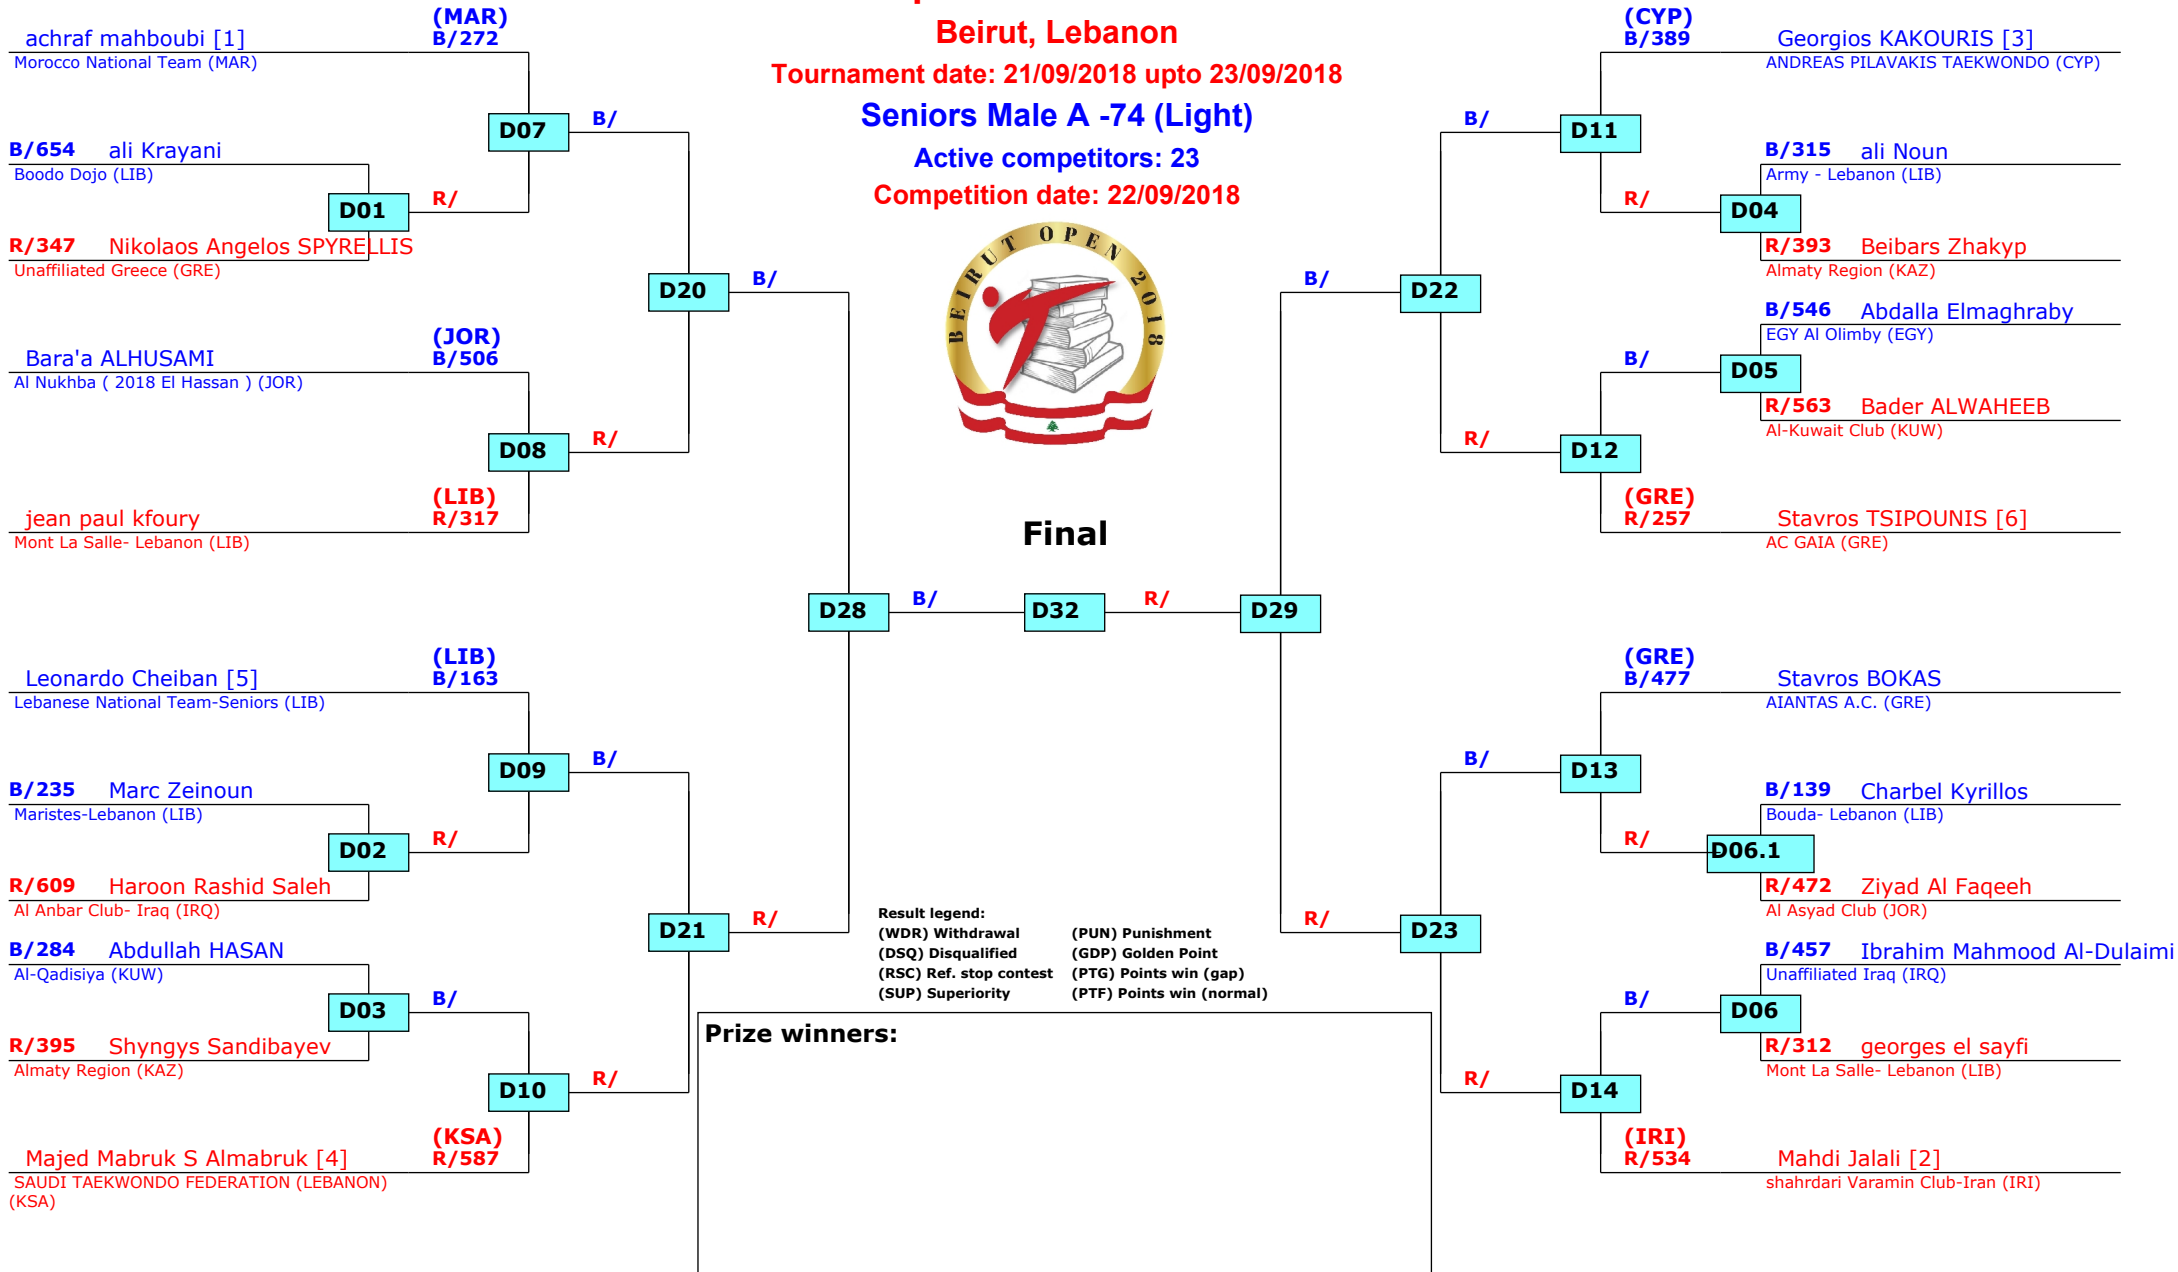 Beirut, Lebanon
Tournament date: 21/09/2018 upto 23/09/2018
Seniors Male A -74 (Light)
Active competitors: 23
Competition date: 22/09/2018
BEIRUT OPEN 2018
(MAR)
achraf mahboubi [1] B/272
Morocco National Team (MAR)
D07
B/
B/654 ali Krayani
Boodo Dojo (LIB)
D01
R/
R/347 Nikolaos Angelos SPYRELLIS
Unaffiliated Greece (GRE)
D20
B/
(JOR)
Bara'a ALHUSAMI B/506
Al Nukhba ( 2018 El Hassan ) (JOR)
D08
R/
(LIB)
jean paul kfoury R/317
Mont La Salle- Lebanon (LIB)
D28
B/
(LIB)
Leonardo Cheiban [5] B/163
Lebanese National Team-Seniors (LIB)
D09
B/
B/235 Marc Zeinoun
Maristes-Lebanon (LIB)
D02
R/
R/609 Haroon Rashid Saleh
Al Anbar Club- Iraq (IRQ)
D21
R/
B/284 Abdullah HASAN
Al-Qadisiya (KUW)
D03
B/
R/395 Shyngys Sandibayev
Almaty Region (KAZ)
D10
R/
(KSA)
Majed Mabruk S Almabruk [4] R/587
SAUDI TAEKWONDO FEDERATION (LEBANON)
(KSA)
Final
D32
R/
D29
(CYP)
B/389 Georgios KAKOURIS [3]
ANDREAS PILAVAKIS TAEKWONDO (CYP)
B/
D11
B/315 ali Noun
Army - Lebanon (LIB)
R/
D04
R/393 Beibars Zhakyp
Almaty Region (KAZ)
B/
D22
B/546 Abdalla Elmaghraby
EGY Al Olimby (EGY)
B/
D05
R/563 Bader ALWAHEEB
Al-Kuwait Club (KUW)
R/
D12
(GRE)
R/257 Stavros TSIPOUNIS [6]
AC GAIA (GRE)
(GRE)
B/477 Stavros BOKAS
AIANTAS A.C. (GRE)
B/
D13
B/139 Charbel Kyrillos
Bouda- Lebanon (LIB)
R/
D06.1
R/472 Ziyad Al Faqeeh
Al Asyad Club (JOR)
R/
D23
B/457 Ibrahim Mahmood Al-Dulaimi
Unaffiliated Iraq (IRQ)
B/
D06
R/312 georges el sayfi
Mont La Salle- Lebanon (LIB)
R/
D14
(IRI)
R/534 Mahdi Jalali [2]
shahrdari Varamin Club-Iran (IRI)
Result legend:
(WDR) Withdrawal (PUN) Punishment
(DSQ) Disqualified (GDP) Golden Point
(RSC) Ref. stop contest (PTG) Points win (gap)
(SUP) Superiority (PTF) Points win (normal)
Prize winners: